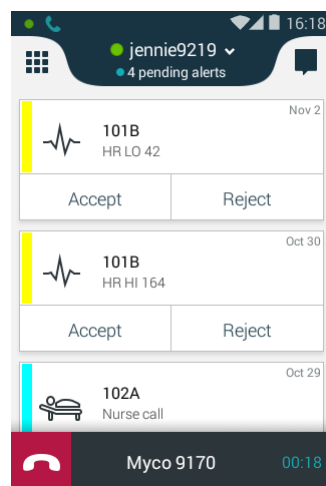 16:18
jennie9219
4 pending alerts
Nov 2
101B
HR LO 42
Accept Reject
Oct 30
101B
HR HI 164
Accept Reject
Oct 29
102A
Nurse call
Myco 9170 00:18